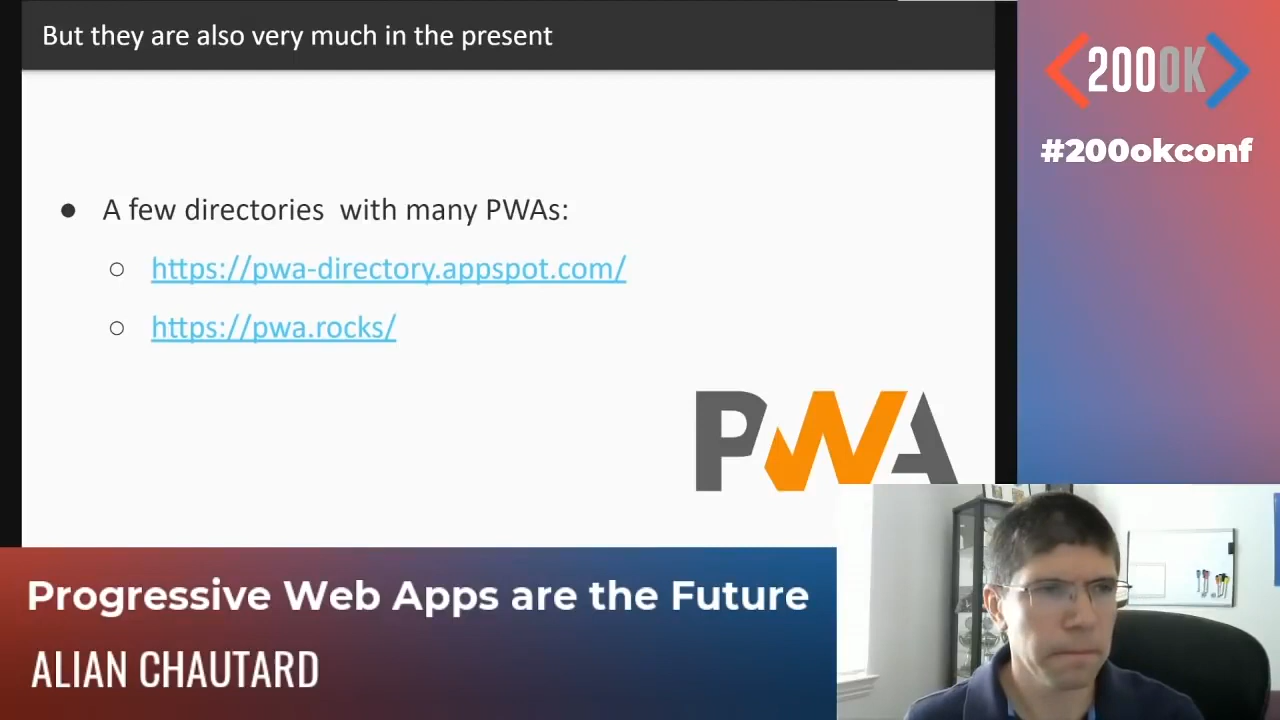 But they are also very much in the present
200OK
#200okconf
● A few directories  with many PWAs:
○ https://pwa-directory.appspot.com/
○ https://pwa.rocks/
PWA
Progressive Web Apps are the Future
ALIAN CHAUTARD